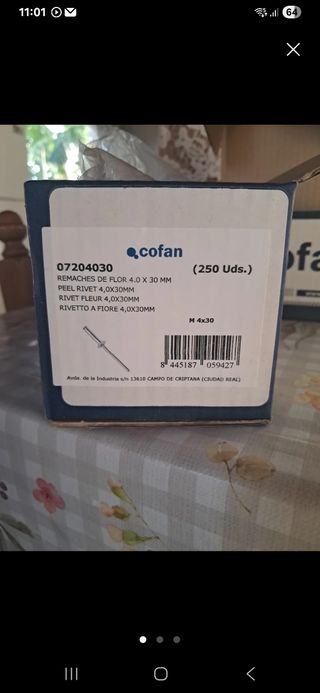 11:01
64
cofan
07204030 (250 Uds.)
REMACHES DE FLOR 4.0 X 30 MM
PEEL RIVET 4,0X30MM
RIVET FLEUR 4,0X30MM
RIVETTO A FIORE 4,0X30MM
M 4x30
8 445187 059427
Avda. de la Industria s/n 13610 CAMPO DE CRIPTANA (CIUDAD REAL)
ofa